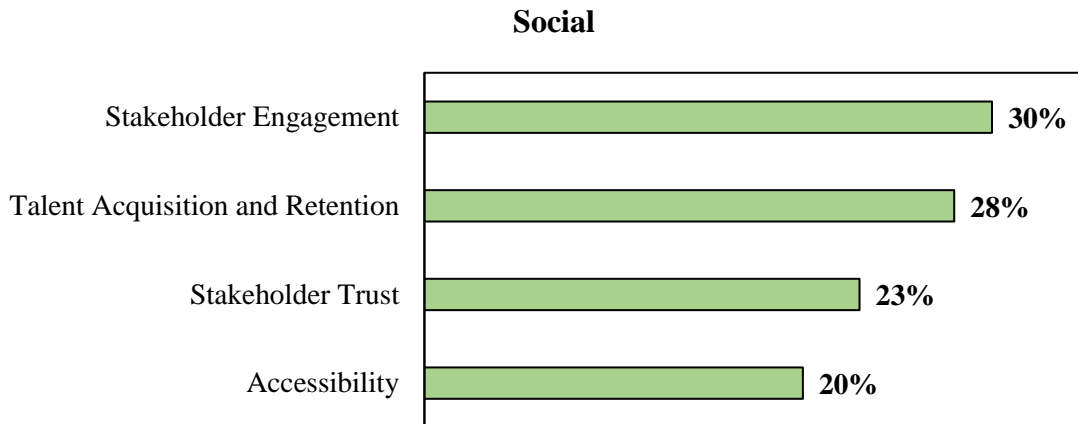 Social
Stakeholder Engagement 30%
Talent Acquisition and Retention 28%
Stakeholder Trust 23%
Accessibility 20%